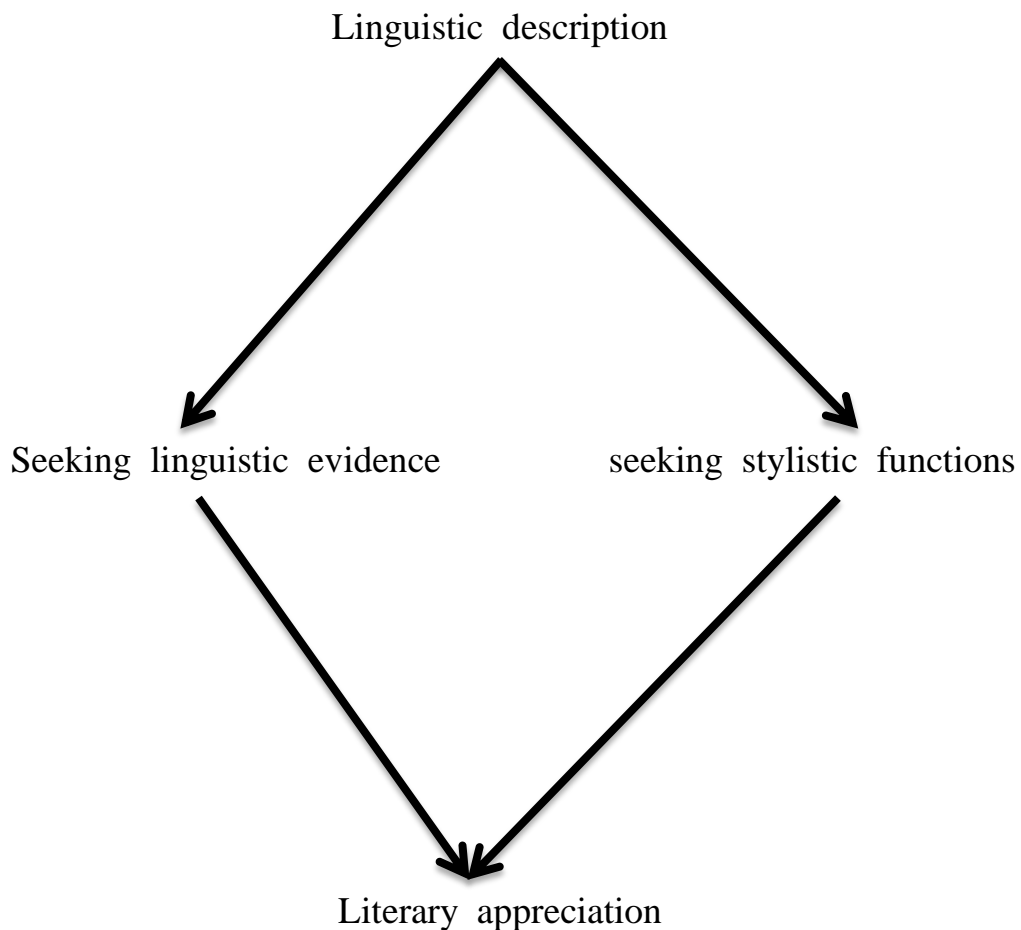 Linguistic description
Seeking linguistic evidence
seeking stylistic functions
Literary appreciation